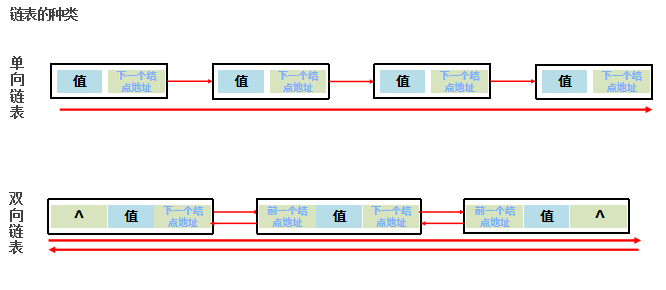 链表的种类
单向链表
值
下一个结
点地址
值
下一个结
点地址
值
下一个结
点地址
值
下一个结
点地址
双向链表
^
值
下一个结
点地址
前一个结
点地址
值
下一个结
点地址
前一个结
点地址
值
^